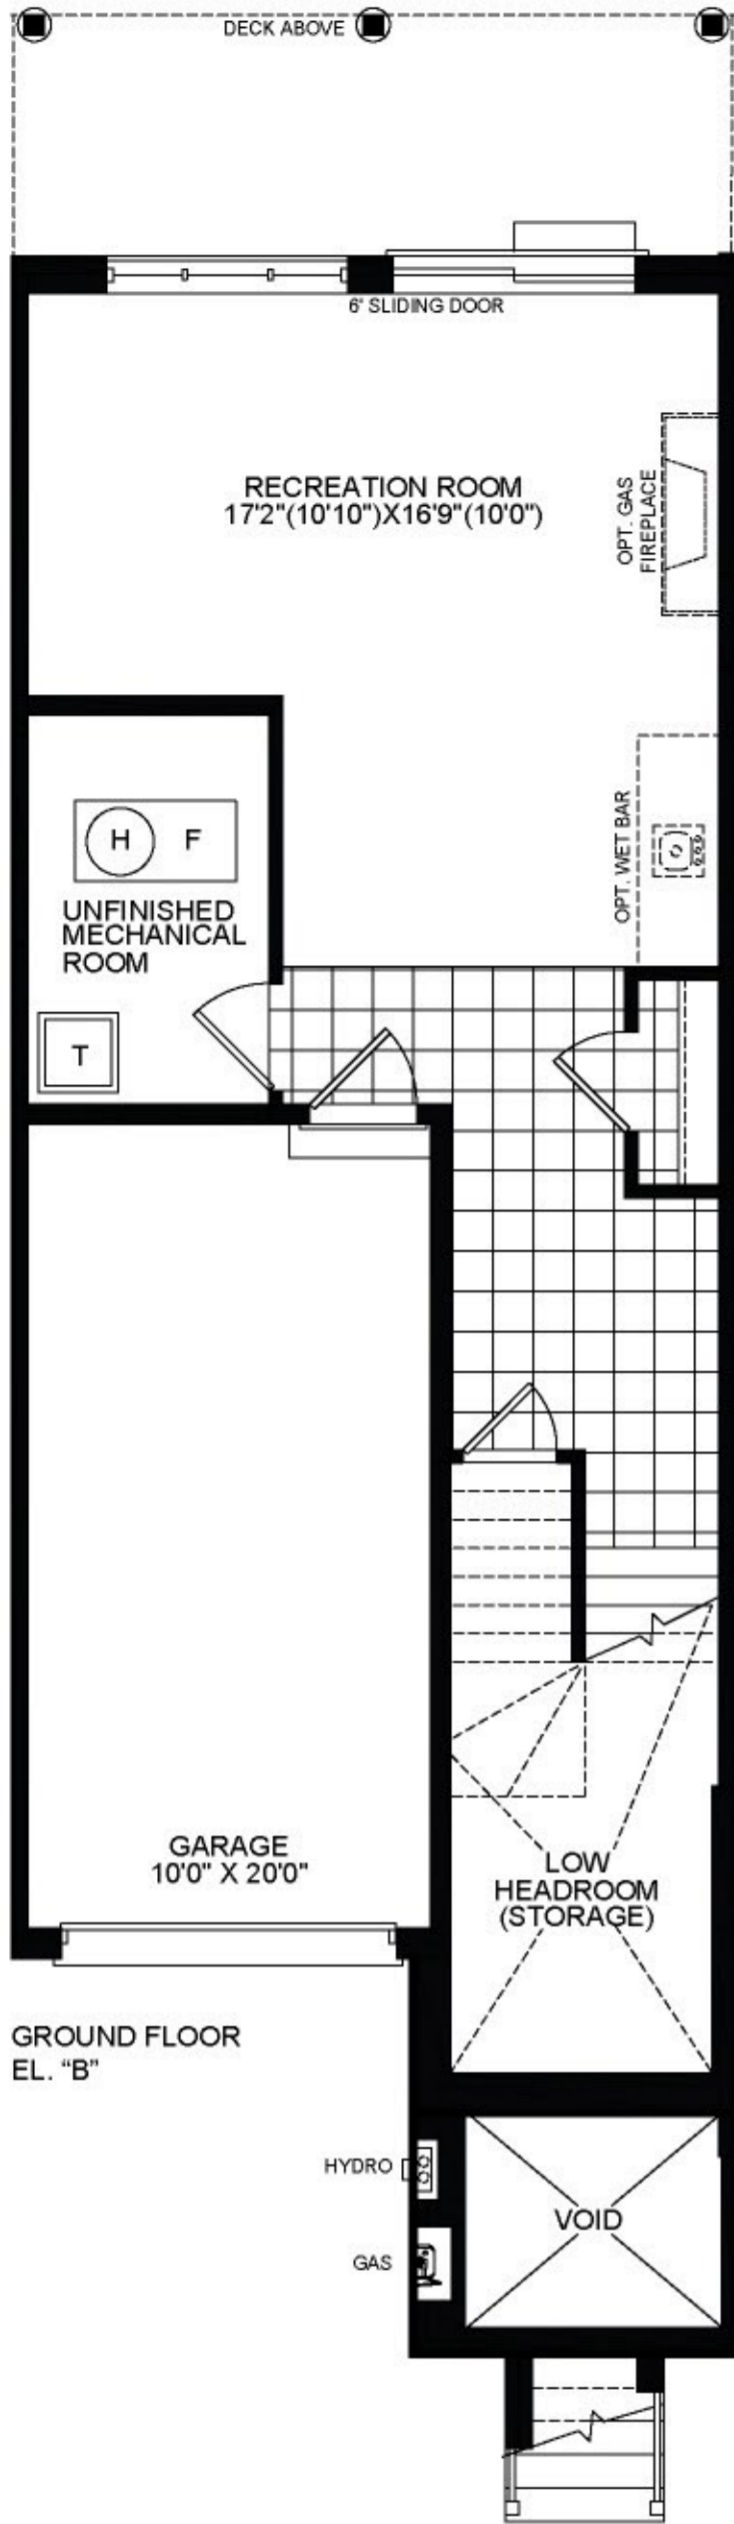 DECK ABOVE
6' SLIDING DOOR
RECREATION ROOM
17'2"(10'10")X16'9"(10'0")
OPT. GAS
FIREPLACE
OPT. WET BAR
H F
UNFINISHED
MECHANICAL
ROOM
T
GARAGE
10'0" X 20'0"
LOW
HEADROOM
(STORAGE)
GROUND FLOOR
EL. “B”
HYDRO
VOID
GAS